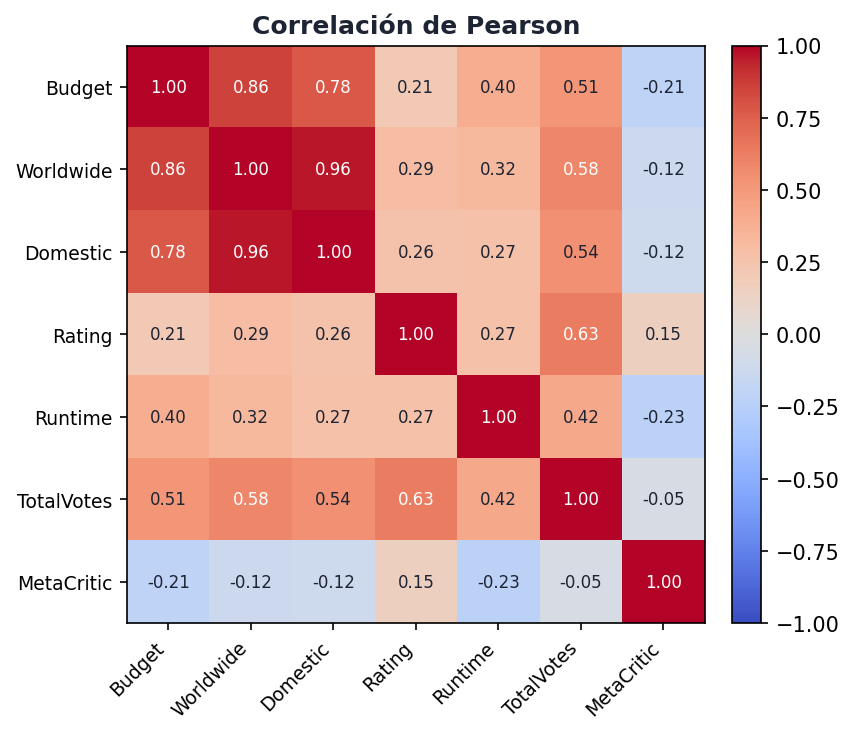 Correlación de Pearson
Budget 1.00 0.86 0.78 0.21 0.40 0.51 -0.21
Worldwide 0.86 1.00 0.96 0.29 0.32 0.58 -0.12
Domestic 0.78 0.96 1.00 0.26 0.27 0.54 -0.12
Rating 0.21 0.29 0.26 1.00 0.27 0.63 0.15
Runtime 0.40 0.32 0.27 0.27 1.00 0.42 -0.23
TotalVotes 0.51 0.58 0.54 0.63 0.42 1.00 -0.05
MetaCritic -0.21 -0.12 -0.12 0.15 -0.23 -0.05 1.00
Budget Worldwide Domestic Rating Runtime TotalVotes MetaCritic
1.00
0.75
0.50
0.25
0.00
−0.25
−0.50
−0.75
−1.00